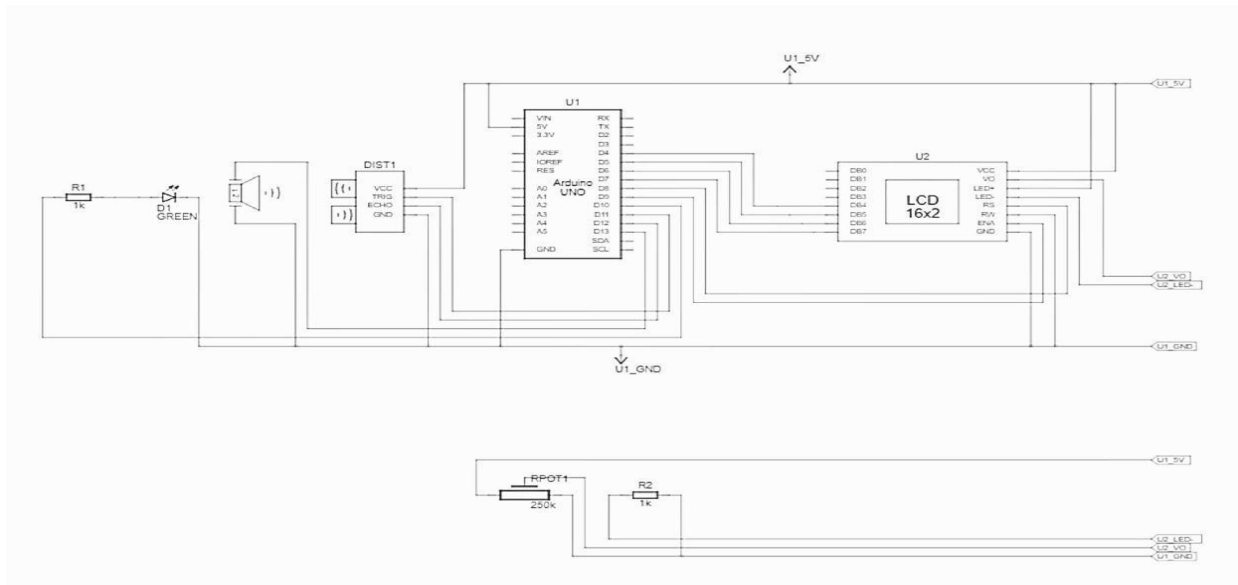 U1_5V
U1_5V
U1
VIN
5V
3.3V
AREF
IOREF
RES
A0
A1
A2
A3
A4
A5
GND
Arduino
UNO
RX
TX
D2
D3
D4
D5
D6
D7
D8
D9
D10
D11
D12
D13
SDA
SCL
DIST1
VCC
TRIG
ECHO
GND
R1
1k
D1
GREEN
U2
DB0
DB1
DB2
DB3
DB4
DB5
DB6
DB7
LCD
16x2
VCC
VO
LED+
LED-
RS
RW
ENA
GND
U2_VO
U2_LED-
U1_GND
U1_GND
U1_5V
RPOT1
250k
R2
1k
U2_LED-
U2_VO
U1_GND